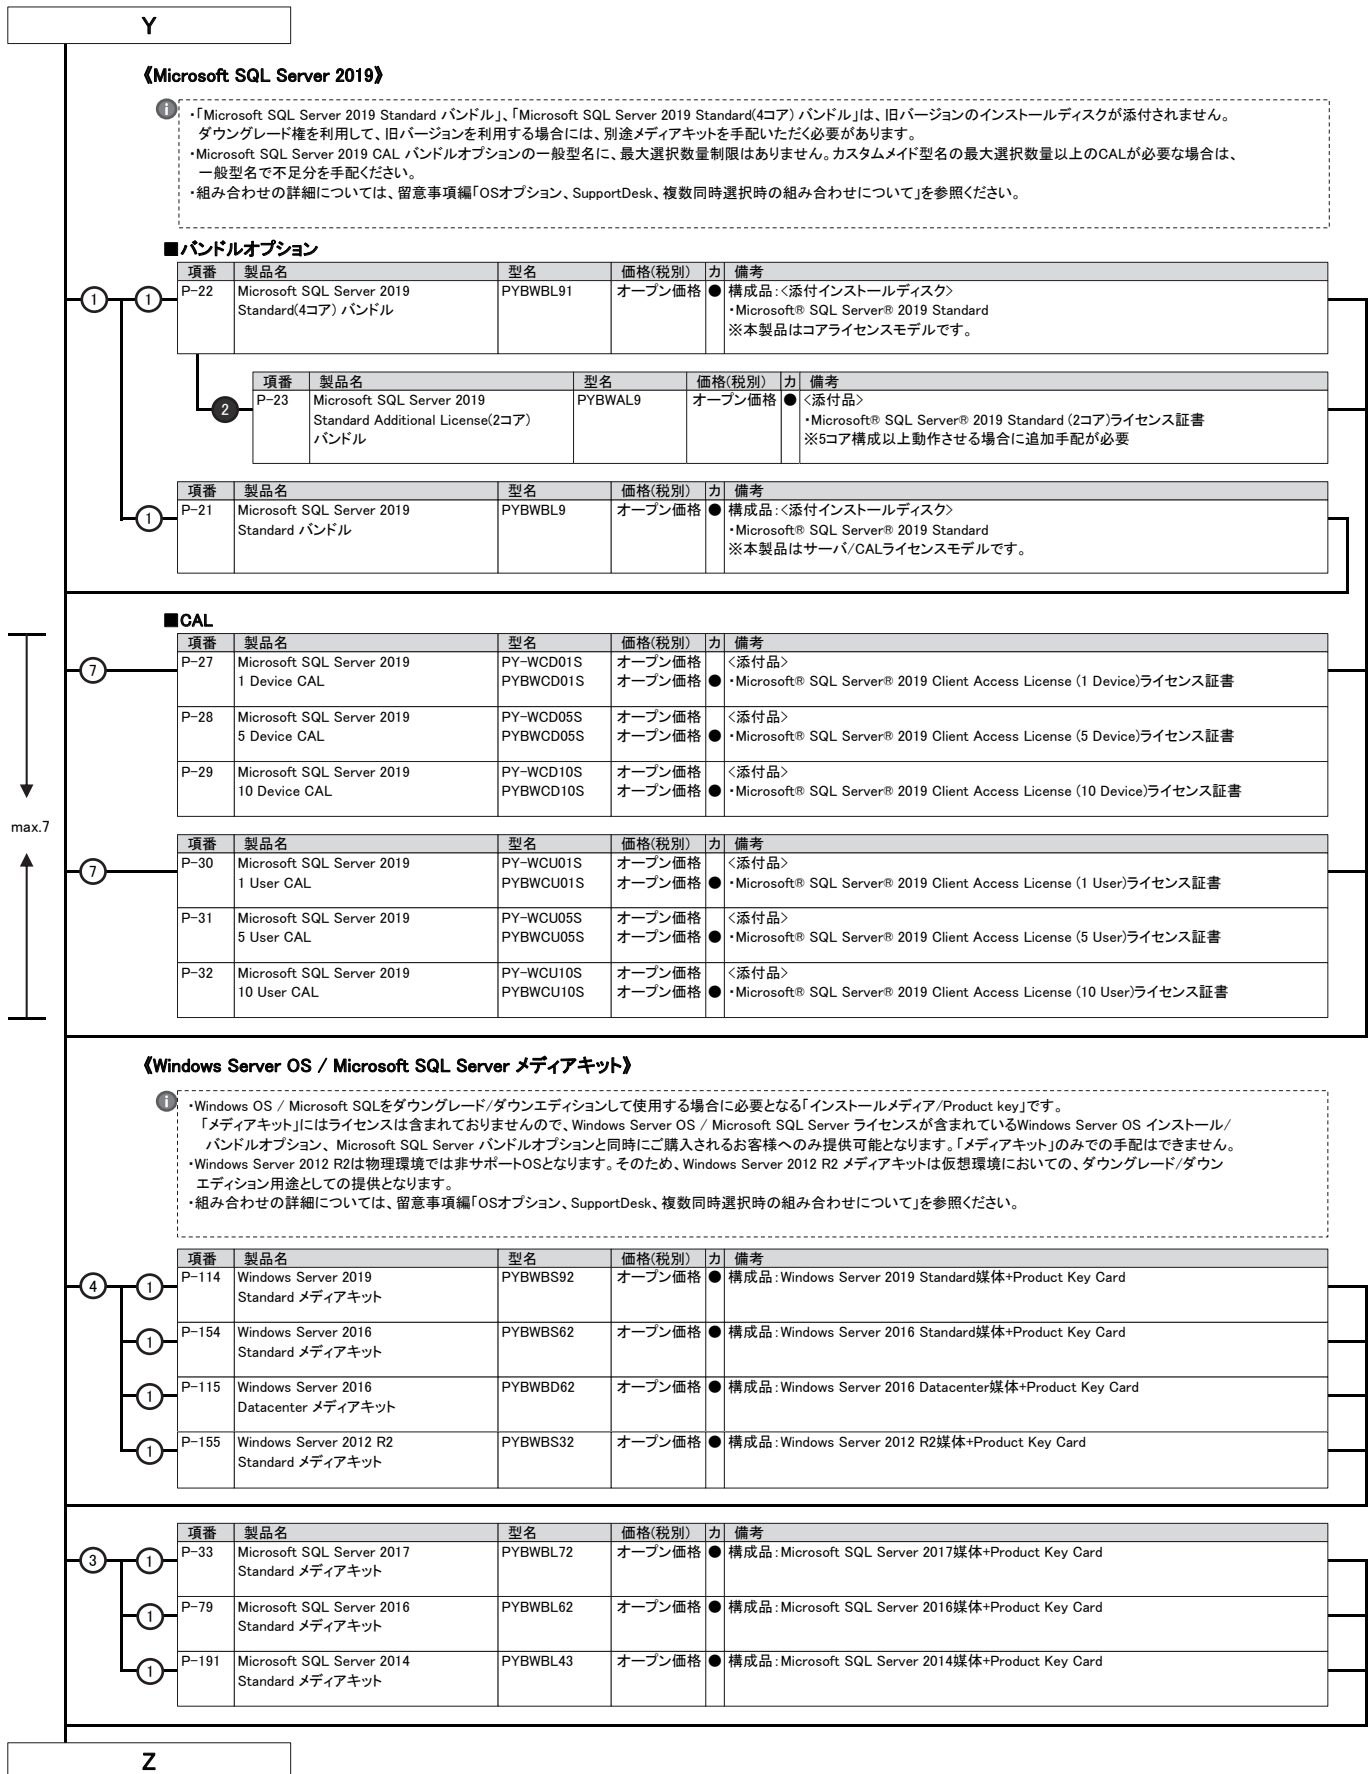 Y
《Microsoft SQL Server 2019》
i
・「Microsoft SQL Server 2019 Standard バンドル」、「Microsoft SQL Server 2019 Standard(4コア) バンドル」は、旧バージョンのインストールディスクが添付されません。
ダウングレード権を利用して、旧バージョンを利用する場合には、別途メディアキットを手配いただく必要があります。
・Microsoft SQL Server 2019 CAL バンドルオプションの一般型名に、最大選択数量制限はありません。カスタムメイド型名の最大選択数量以上のCALが必要な場合は、
一般型名で不足分を手配ください。
・組み合わせの詳細については、留意事項編「OSオプション、SupportDesk、複数同時選択時の組み合わせについて」を参照ください。
■バンドルオプション
項番 製品名 型名 価格(税別) カ 備考
1 1 P-22 Microsoft SQL Server 2019 PYBWBL91 オープン価格 ● 構成品:<添付インストールディスク>
Standard(4コア) バンドル ・Microsoft® SQL Server® 2019 Standard
※本製品はコアライセンスモデルです。
項番 製品名 型名 価格(税別) カ 備考
2 P-23 Microsoft SQL Server 2019 PYBWAL9 オープン価格 ● <添付品>
Standard Additional License(2コア) ・Microsoft® SQL Server® 2019 Standard (2コア)ライセンス証書
バンドル ※5コア構成以上動作させる場合に追加手配が必要
項番 製品名 型名 価格(税別) カ 備考
1 P-21 Microsoft SQL Server 2019 PYBWBL9 オープン価格 ● 構成品:<添付インストールディスク>
Standard バンドル ・Microsoft® SQL Server® 2019 Standard
※本製品はサーバ/CALライセンスモデルです。
■CAL
項番 製品名 型名 価格(税別) カ 備考
7 P-27 Microsoft SQL Server 2019 PY-WCD01S オープン価格 <添付品>
1 Device CAL PYBWCD01S オープン価格 ● ・Microsoft® SQL Server® 2019 Client Access License (1 Device)ライセンス証書
P-28 Microsoft SQL Server 2019 PY-WCD05S オープン価格 <添付品>
5 Device CAL PYBWCD05S オープン価格 ● ・Microsoft® SQL Server® 2019 Client Access License (5 Device)ライセンス証書
P-29 Microsoft SQL Server 2019 PY-WCD10S オープン価格 <添付品>
10 Device CAL PYBWCD10S オープン価格 ● ・Microsoft® SQL Server® 2019 Client Access License (10 Device)ライセンス証書
max.7
項番 製品名 型名 価格(税別) カ 備考
7 P-30 Microsoft SQL Server 2019 PY-WCU01S オープン価格 <添付品>
1 User CAL PYBWCU01S オープン価格 ● ・Microsoft® SQL Server® 2019 Client Access License (1 User)ライセンス証書
P-31 Microsoft SQL Server 2019 PY-WCU05S オープン価格 <添付品>
5 User CAL PYBWCU05S オープン価格 ● ・Microsoft® SQL Server® 2019 Client Access License (5 User)ライセンス証書
P-32 Microsoft SQL Server 2019 PY-WCU10S オープン価格 <添付品>
10 User CAL PYBWCU10S オープン価格 ● ・Microsoft® SQL Server® 2019 Client Access License (10 User)ライセンス証書
《Windows Server OS / Microsoft SQL Server メディアキット》
i
・Windows OS / Microsoft SQLをダウングレード/ダウンエディションして使用する場合に必要となる「インストールメディア/Product key」です。
「メディアキット」にはライセンスは含まれておりませんので、Windows Server OS / Microsoft SQL Server ライセンスが含まれているWindows Server OS インストール/
バンドルオプション、 Microsoft SQL Server バンドルオプションと同時にご購入されるお客様へのみ提供可能となります。「メディアキット」のみでの手配はできません。
・Windows Server 2012 R2は物理環境では非サポートOSとなります。そのため、Windows Server 2012 R2 メディアキットは仮想環境においての、ダウングレード/ダウン
エディション用途としての提供となります。
・組み合わせの詳細については、留意事項編「OSオプション、SupportDesk、複数同時選択時の組み合わせについて」を参照ください。
項番 製品名 型名 価格(税別) カ 備考
4 1 P-114 Windows Server 2019 PYBWBS92 オープン価格 ● 構成品:Windows Server 2019 Standard媒体+Product Key Card
Standard メディアキット
1 P-154 Windows Server 2016 PYBWBS62 オープン価格 ● 構成品:Windows Server 2016 Standard媒体+Product Key Card
Standard メディアキット
1 P-115 Windows Server 2016 PYBWBD62 オープン価格 ● 構成品:Windows Server 2016 Datacenter媒体+Product Key Card
Datacenter メディアキット
1 P-155 Windows Server 2012 R2 PYBWBS32 オープン価格 ● 構成品:Windows Server 2012 R2媒体+Product Key Card
Standard メディアキット
項番 製品名 型名 価格(税別) カ 備考
3 1 P-33 Microsoft SQL Server 2017 PYBWBL72 オープン価格 ● 構成品:Microsoft SQL Server 2017媒体+Product Key Card
Standard メディアキット
1 P-79 Microsoft SQL Server 2016 PYBWBL62 オープン価格 ● 構成品:Microsoft SQL Server 2016媒体+Product Key Card
Standard メディアキット
1 P-191 Microsoft SQL Server 2014 PYBWBL43 オープン価格 ● 構成品:Microsoft SQL Server 2014媒体+Product Key Card
Standard メディアキット
Z